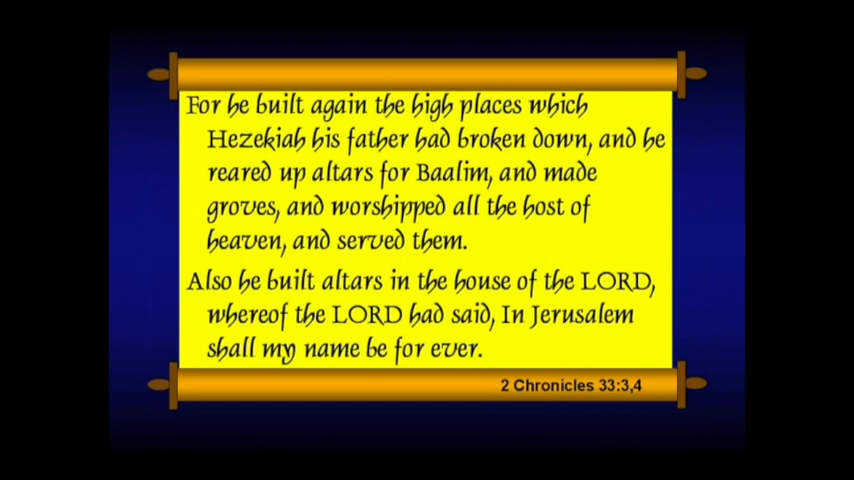 For he built again the high places which
Hezekiah his father had broken down, and he
reared up altars for Baalim, and made
groves, and worshipped all the host of
heaven, and served them.
Also he built altars in the house of the LORD,
whereof the LORD had said, In Jerusalem
shall my name be for ever.
2 Chronicles 33:3,4